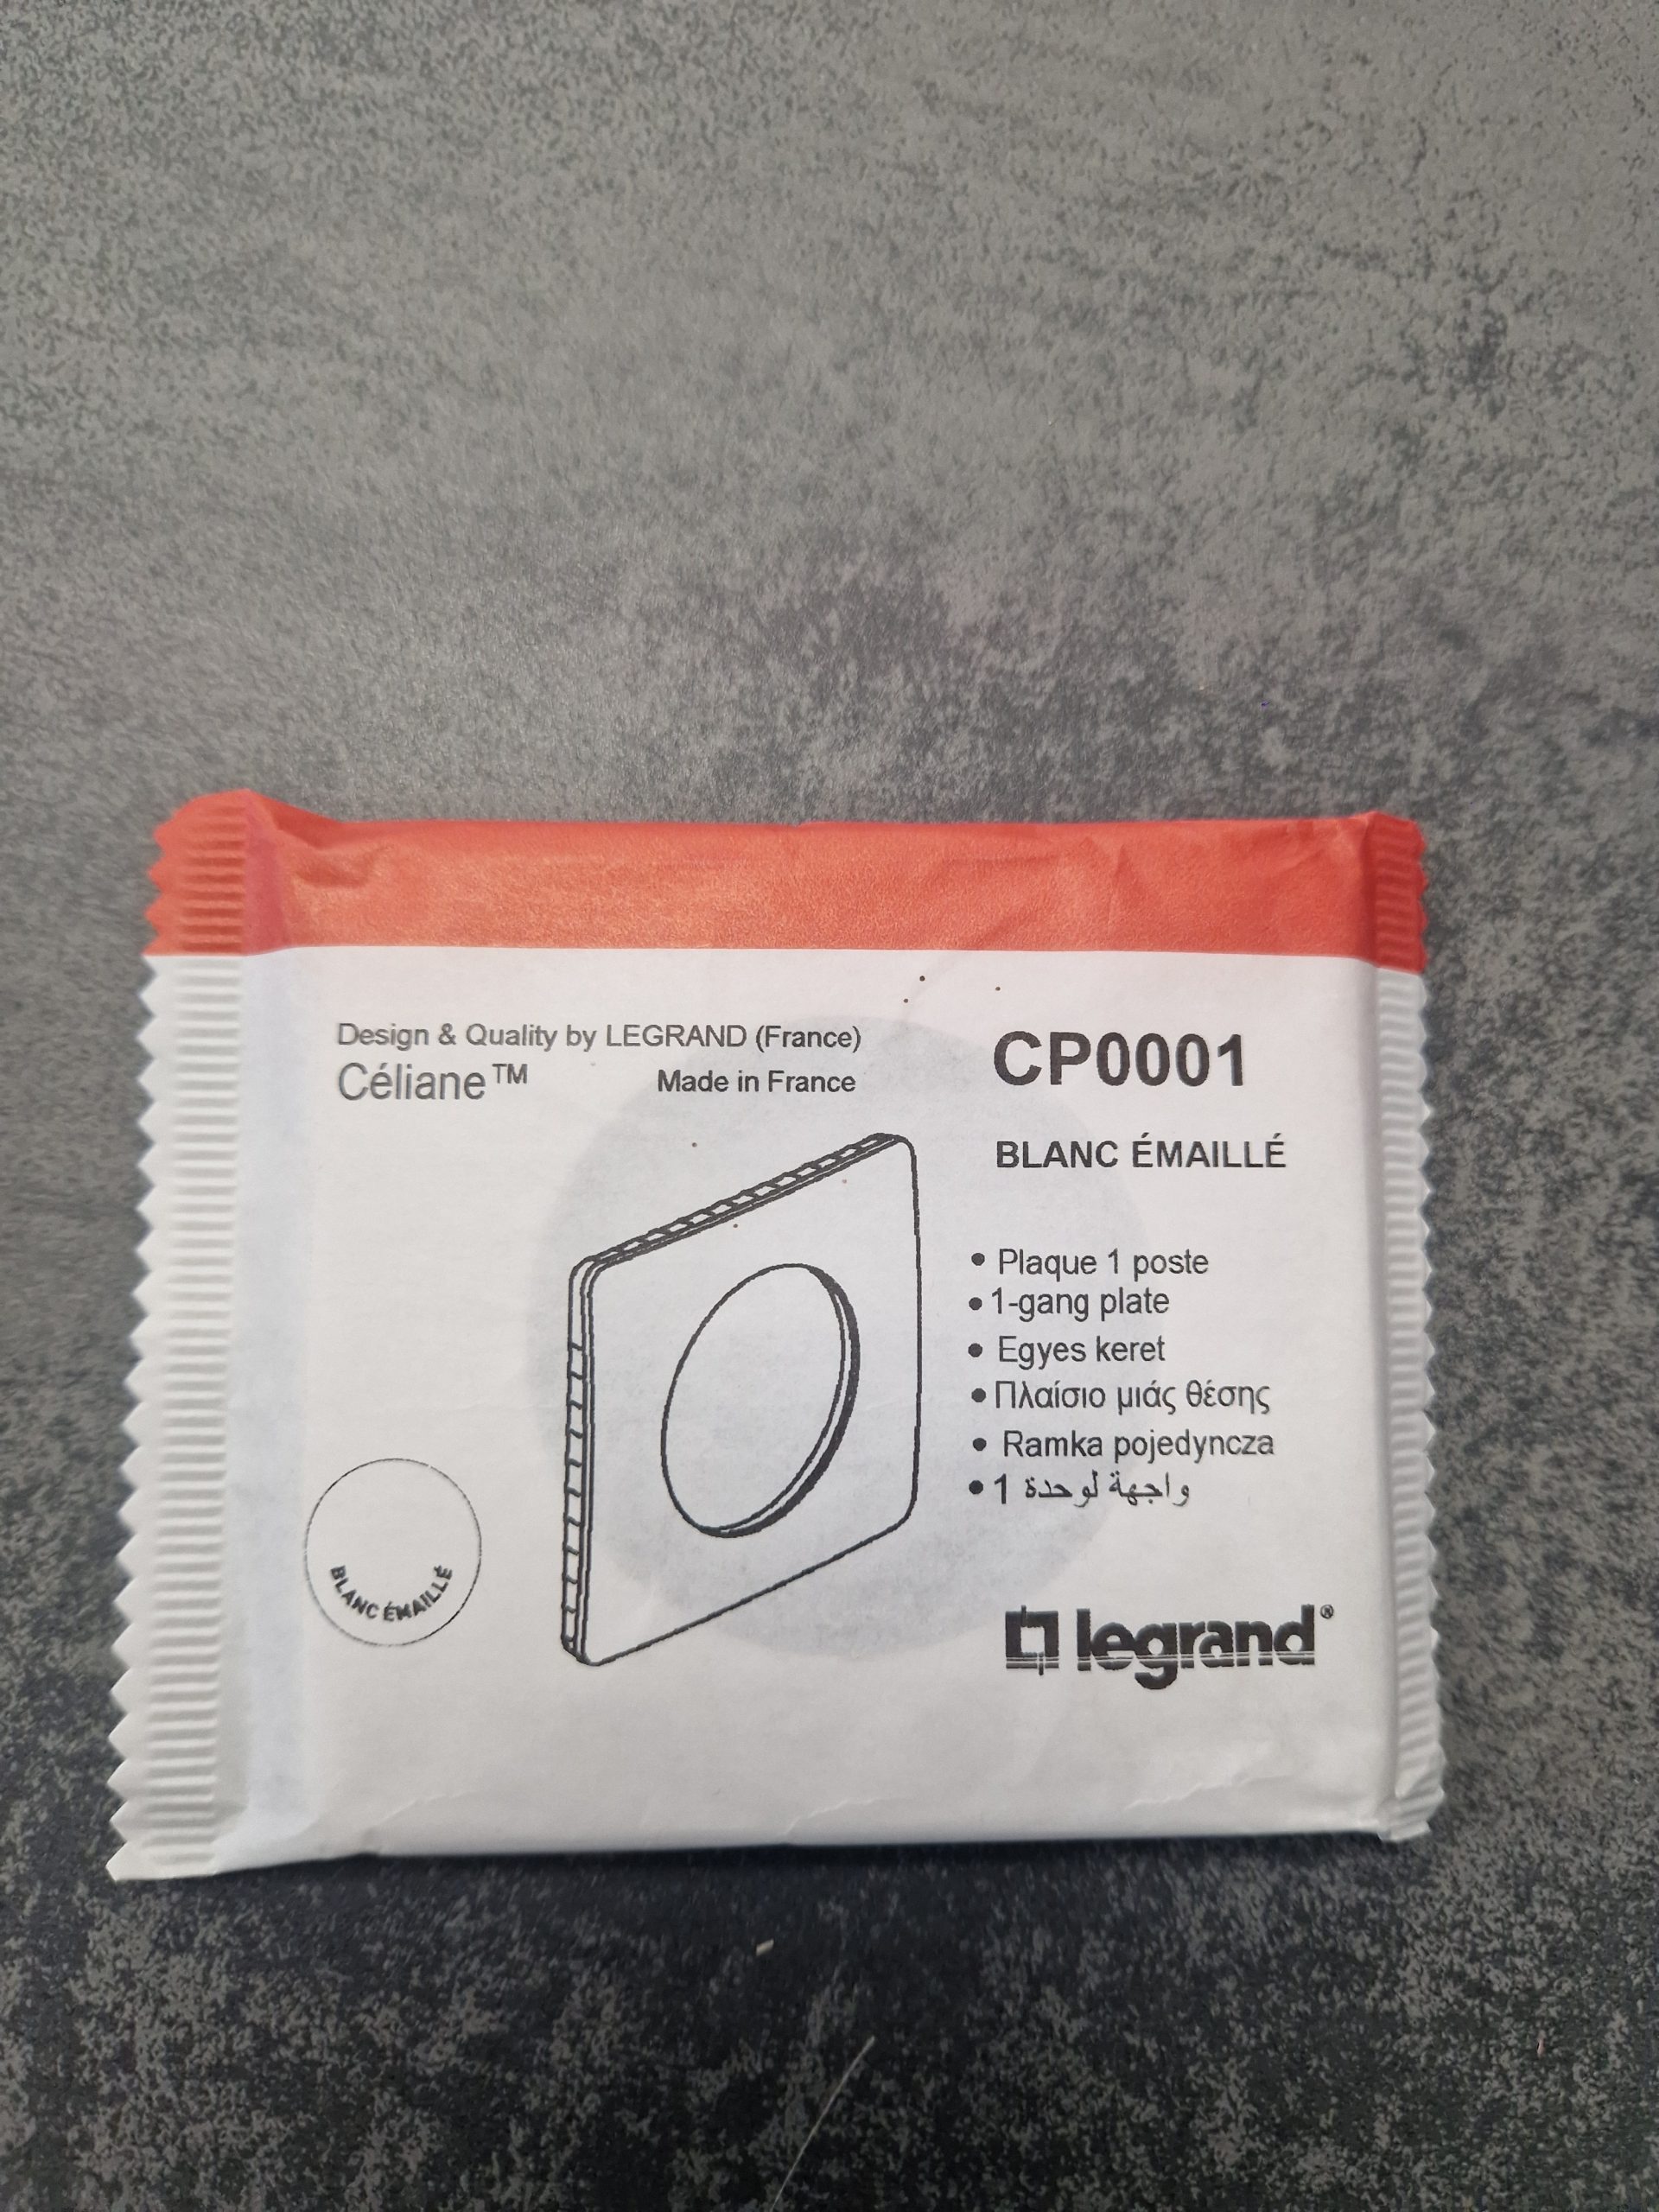 Design & Quality by LEGRAND (France)
Céliane™ Made in France
CP0001
BLANC ÉMAILLÉ
• Plaque 1 poste
• 1-gang plate
• Egyes keret
• Πλαίσιο μιάς θέσης
• Ramka pojedyncza
• واجهة لوحدة 1
BLANC ÉMAILLÉ
legrand®